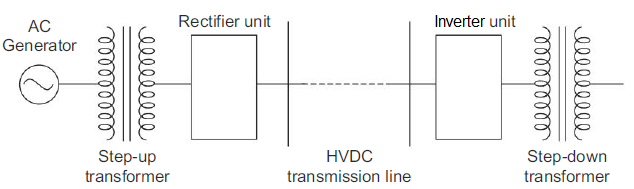 AC
Generator
Rectifier unit
Inverter unit
Step-up
transformer
HVDC
transmission line
Step-down
transformer